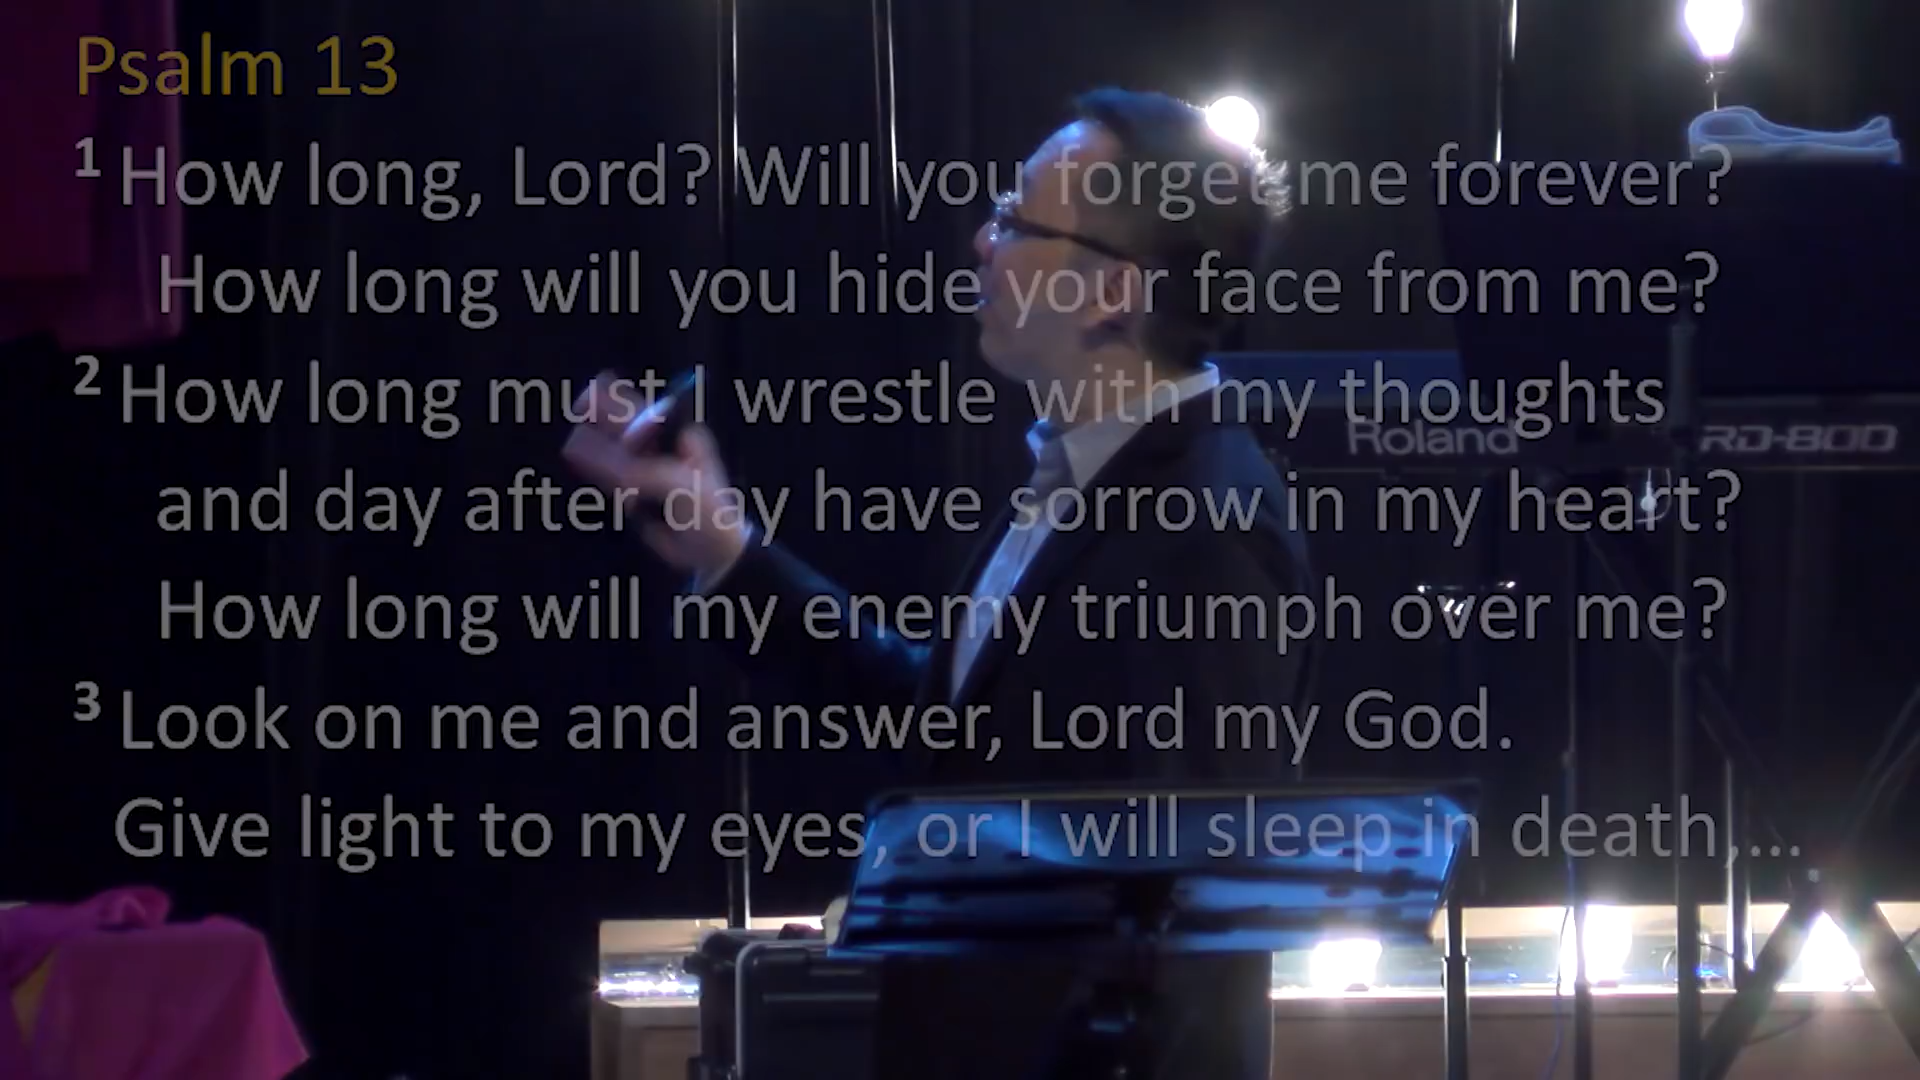 Psalm 13
1 How long, Lord? Will you forget me forever?
How long will you hide your face from me?
2 How long must I wrestle with my thoughts
Roland RD-800
and day after day have sorrow in my heart?
How long will my enemy triumph over me?
3 Look on me and answer, Lord my God.
Give light to my eyes, or I will sleep in death,...